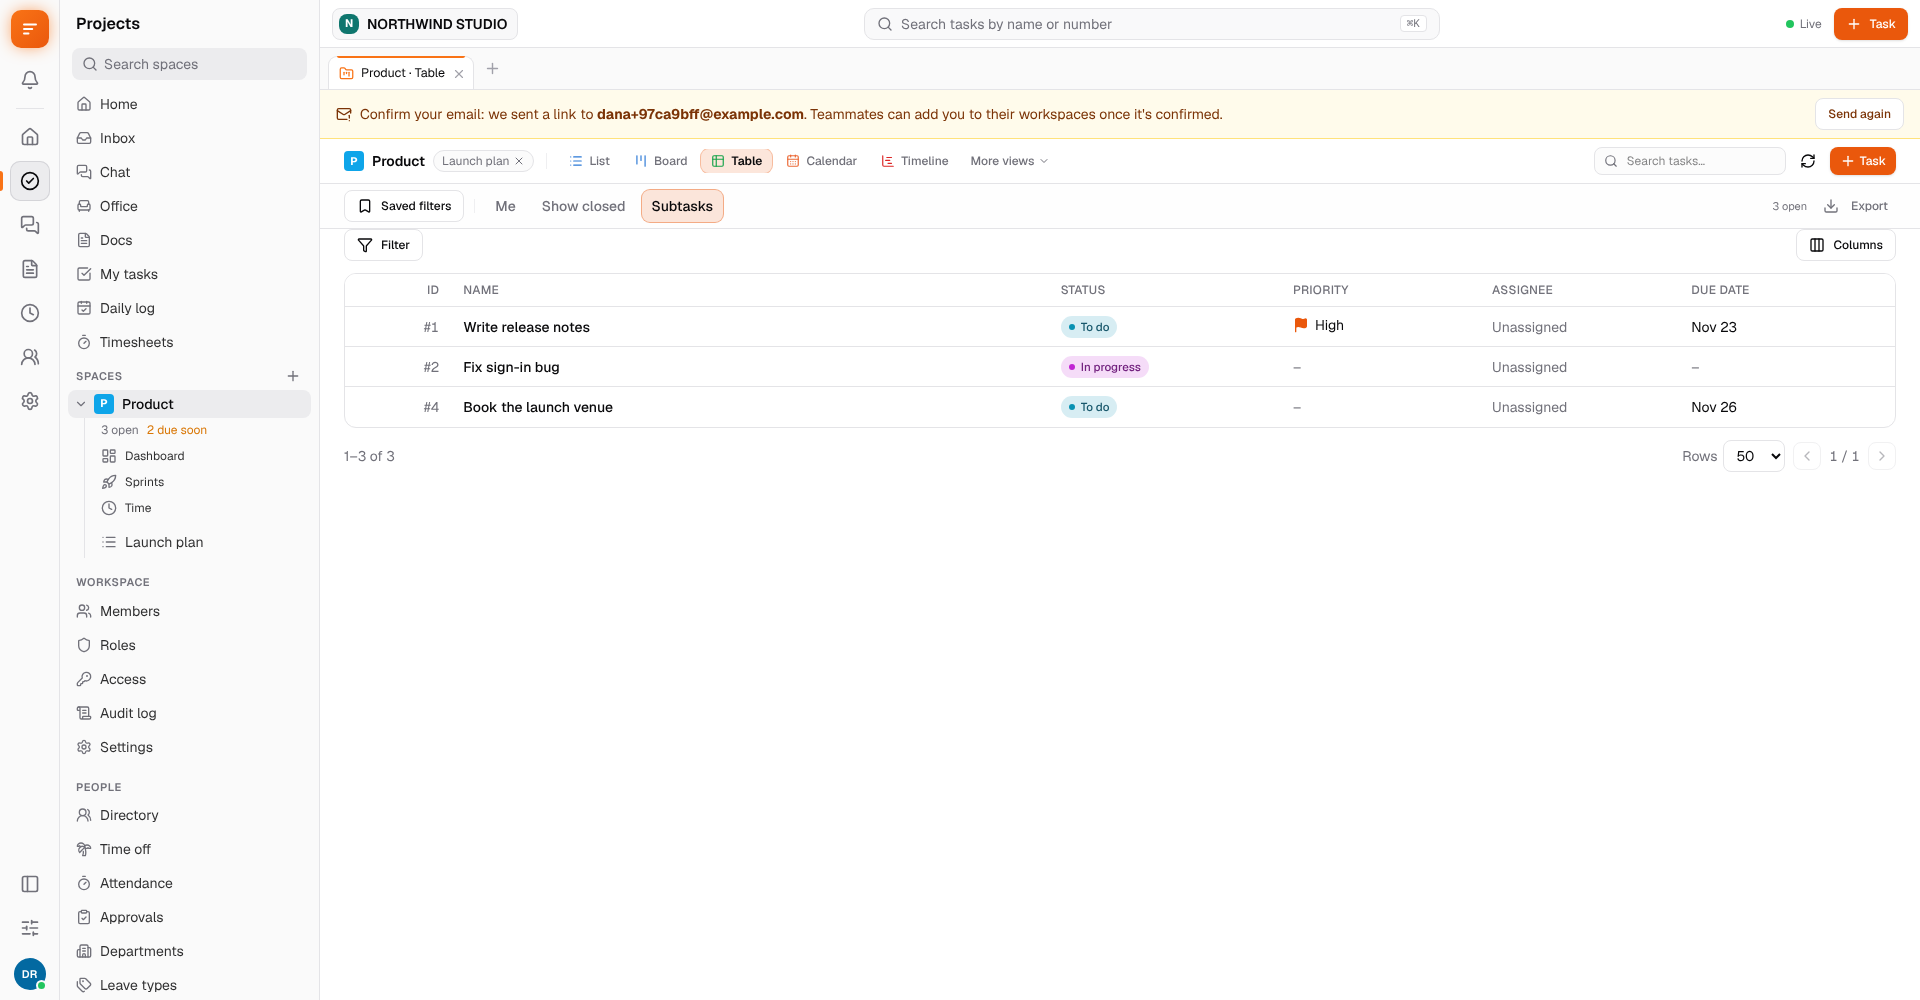 Projects
Search spaces
Home
Inbox
Chat
Office
Docs
My tasks
Daily log
Timesheets
SPACES
P Product
3 open 2 due soon
Dashboard
Sprints
Time
Launch plan
WORKSPACE
Members
Roles
Access
Audit log
Settings
PEOPLE
Directory
Time off
Attendance
Approvals
Departments
Leave types
DR
N NORTHWIND STUDIO
Search tasks by name or number ⌘K
Live
Task
Product · Table
Confirm your email: we sent a link to dana+97ca9bff@example.com. Teammates can add you to their workspaces once it's confirmed.
Send again
P Product Launch plan List Board Table Calendar Timeline More views Search tasks... Task
Saved filters Me Show closed Subtasks 3 open Export
Filter Columns
ID NAME STATUS PRIORITY ASSIGNEE DUE DATE
#1 Write release notes To do High Unassigned Nov 23
#2 Fix sign-in bug In progress – Unassigned –
#4 Book the launch venue To do – Unassigned Nov 26
1–3 of 3 Rows 50 1 / 1